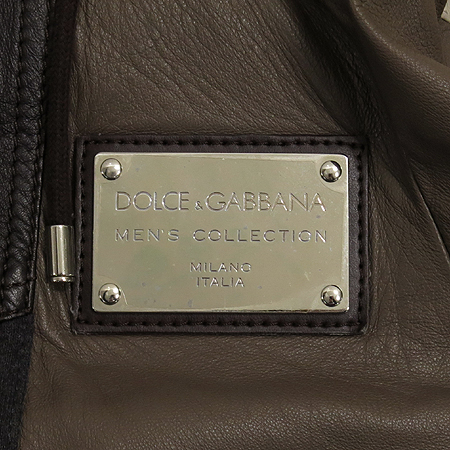 DOLCE & GABBANA
MEN'S COLLECTION
MILANO
ITALIA